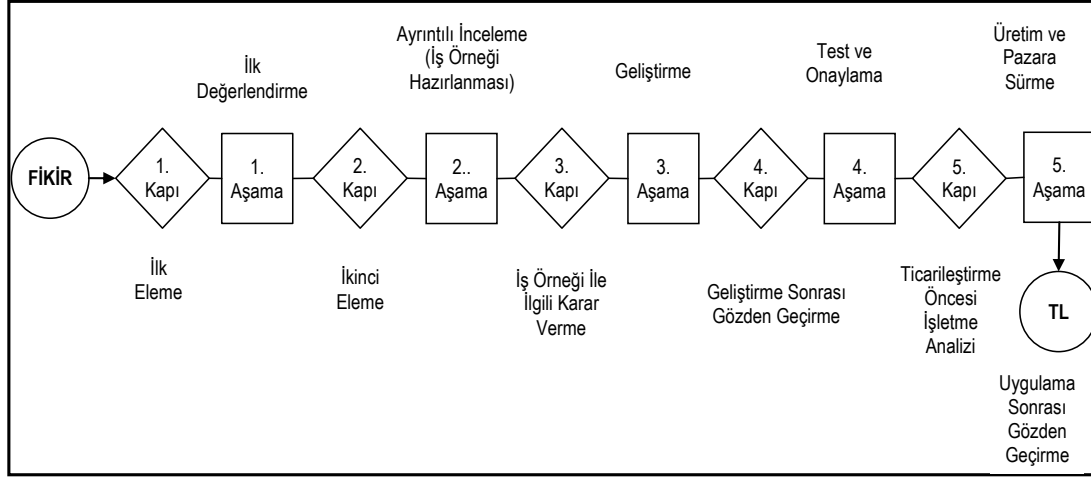 Ayrıntılı İnceleme
(İş Örneği
Hazırlanması)
Üretim ve
Pazara
Sürme
İlk
Değerlendirme
Geliştirme
Test ve
Onaylama
FİKİR
1.
Kapı
1.
Aşama
2.
Kapı
2..
Aşama
3.
Kapı
3.
Aşama
4.
Kapı
4.
Aşama
5.
Kapı
5.
Aşama
İlk
Eleme
İkinci
Eleme
İş Örneği İle
İlgili Karar
Verme
Geliştirme Sonrası
Gözden Geçirme
Ticarileştirme
Öncesi
İşletme
Analizi
TL
Uygulama
Sonrası
Gözden
Geçirme